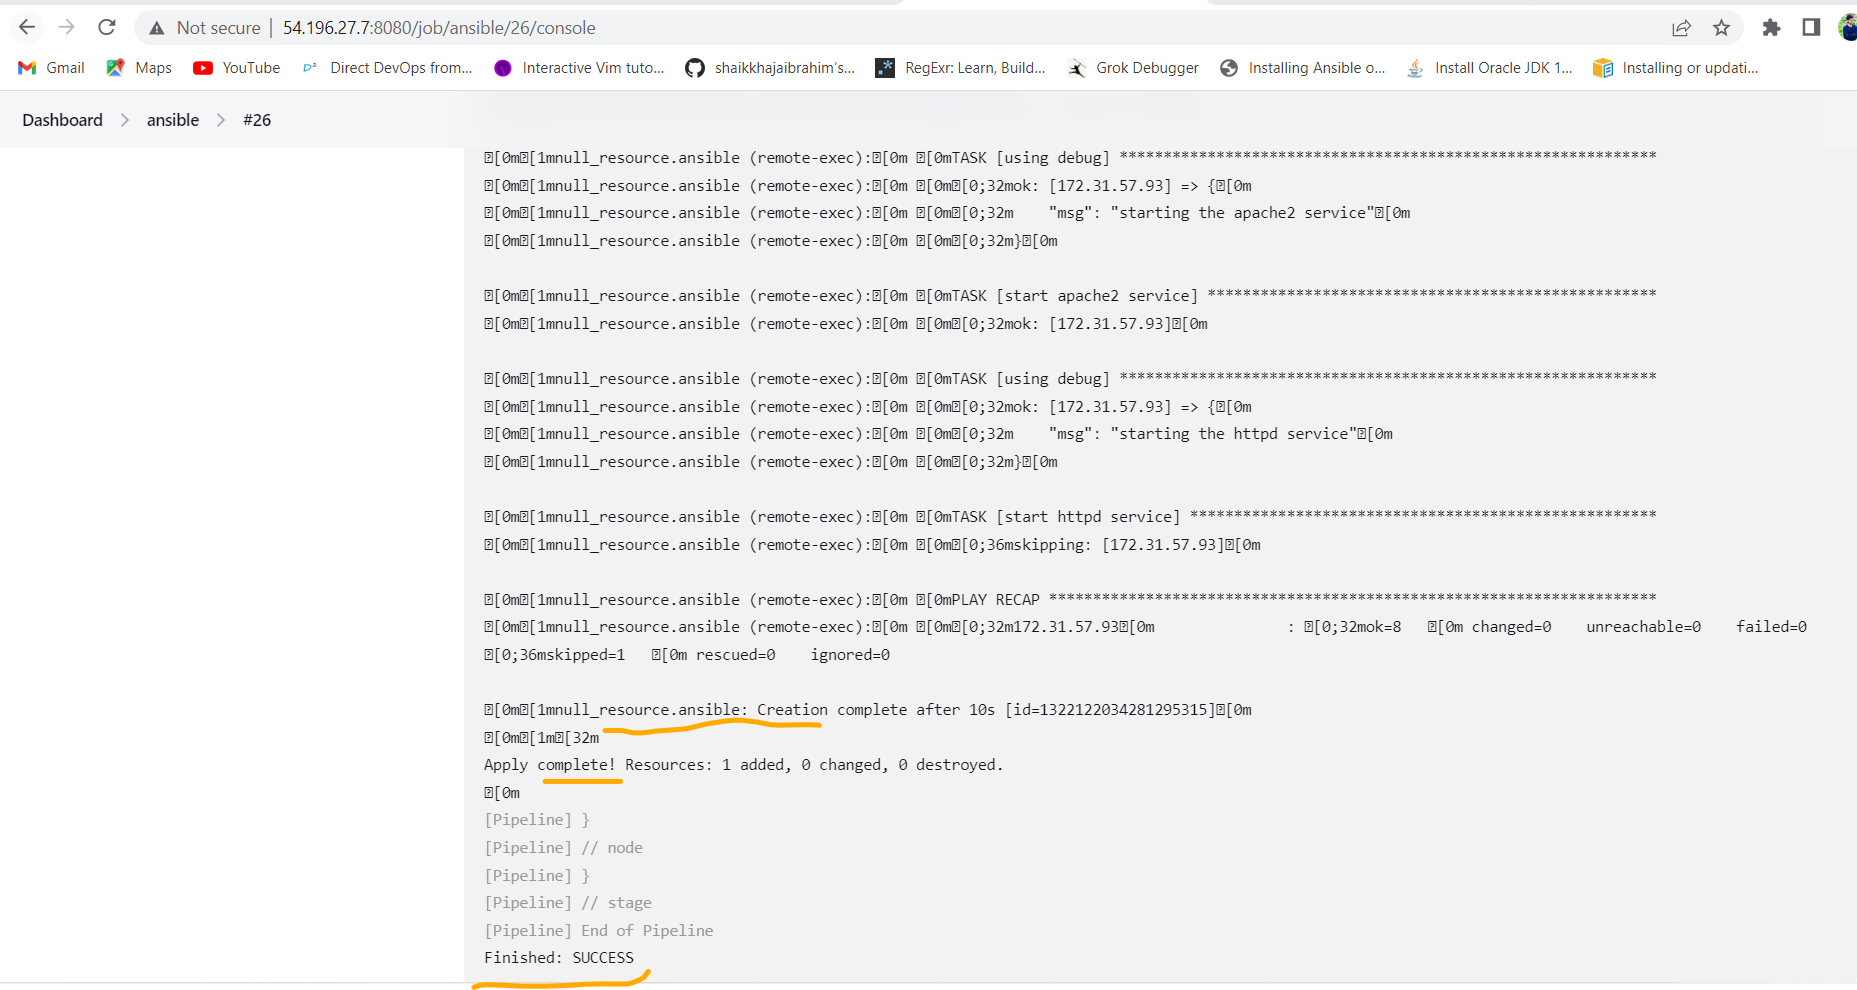 Not secure | 54.196.27.7:8080/job/ansible/26/console
Gmail Maps YouTube Direct DevOps from... Interactive Vim tuto... shaikkhajaibrahim's... RegExr: Learn, Build... Grok Debugger Installing Ansible o... Install Oracle JDK 1... Installing or updati...
Dashboard > ansible > #26
␛[0m␛[1mnull_resource.ansible (remote-exec):␛[0m ␛[0mTASK [using debug] *************************************************************
␛[0m␛[1mnull_resource.ansible (remote-exec):␛[0m ␛[0m␛[0;32mok: [172.31.57.93] => {␛[0m
␛[0m␛[1mnull_resource.ansible (remote-exec):␛[0m ␛[0m␛[0;32m    "msg": "starting the apache2 service"␛[0m
␛[0m␛[1mnull_resource.ansible (remote-exec):␛[0m ␛[0m␛[0;32m}␛[0m
␛[0m␛[1mnull_resource.ansible (remote-exec):␛[0m ␛[0mTASK [start apache2 service] ***************************************************
␛[0m␛[1mnull_resource.ansible (remote-exec):␛[0m ␛[0m␛[0;32mok: [172.31.57.93]␛[0m
␛[0m␛[1mnull_resource.ansible (remote-exec):␛[0m ␛[0mTASK [using debug] *************************************************************
␛[0m␛[1mnull_resource.ansible (remote-exec):␛[0m ␛[0m␛[0;32mok: [172.31.57.93] => {␛[0m
␛[0m␛[1mnull_resource.ansible (remote-exec):␛[0m ␛[0m␛[0;32m    "msg": "starting the httpd service"␛[0m
␛[0m␛[1mnull_resource.ansible (remote-exec):␛[0m ␛[0m␛[0;32m}␛[0m
␛[0m␛[1mnull_resource.ansible (remote-exec):␛[0m ␛[0mTASK [start httpd service] *****************************************************
␛[0m␛[1mnull_resource.ansible (remote-exec):␛[0m ␛[0m␛[0;36mskipping: [172.31.57.93]␛[0m
␛[0m␛[1mnull_resource.ansible (remote-exec):␛[0m ␛[0mPLAY RECAP *********************************************************************
␛[0m␛[1mnull_resource.ansible (remote-exec):␛[0m ␛[0m␛[0;32m172.31.57.93␛[0m               : ␛[0;32mok=8   ␛[0m changed=0    unreachable=0    failed=0
␛[0;36mskipped=1   ␛[0m rescued=0    ignored=0
␛[0m␛[1mnull_resource.ansible: Creation complete after 10s [id=1322122034281295315]␛[0m
␛[0m␛[1m␛[32m
Apply complete! Resources: 1 added, 0 changed, 0 destroyed.
␛[0m
[Pipeline] }
[Pipeline] // node
[Pipeline] }
[Pipeline] // stage
[Pipeline] End of Pipeline
Finished: SUCCESS